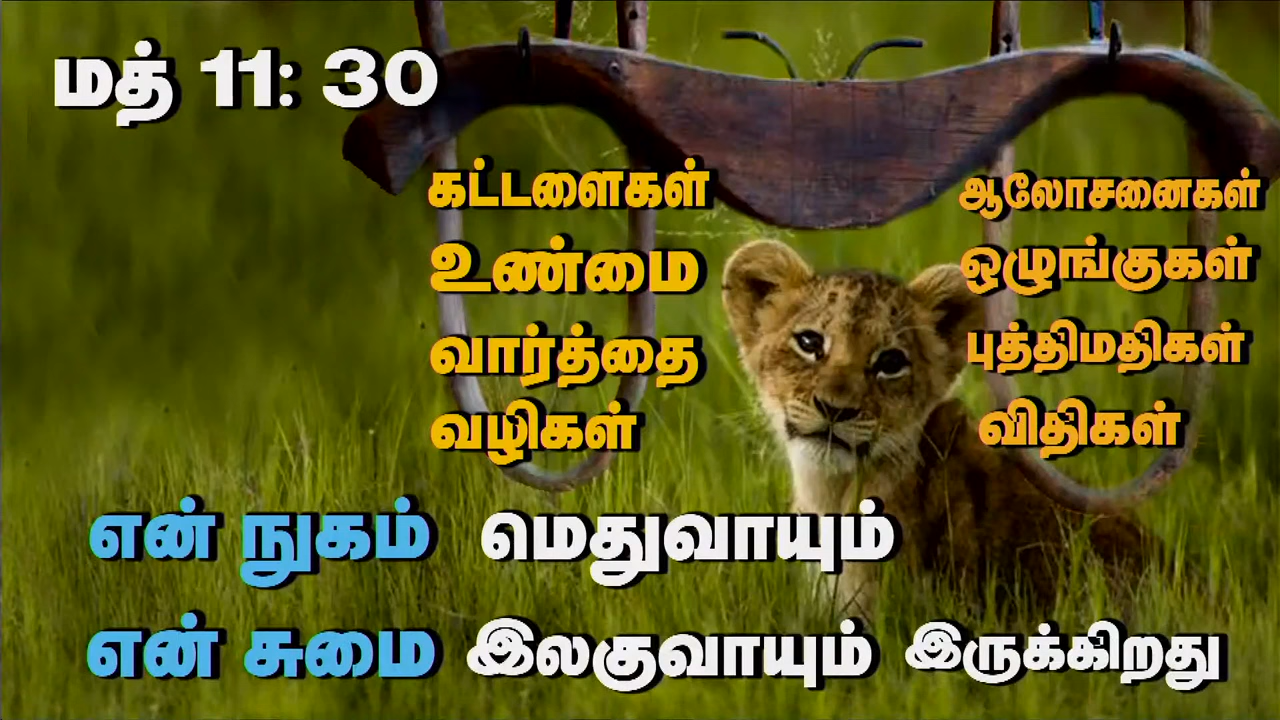 மத் 11: 30
கட்டளைகள்
உண்மை
வார்த்தை
வழிகள்
ஆலோசனைகள்
ஒழுங்குகள்
புத்திமதிகள்
விதிகள்
என் நுகம் மெதுவாயும்
என் சுமை இலகுவாயும் இருக்கிறது